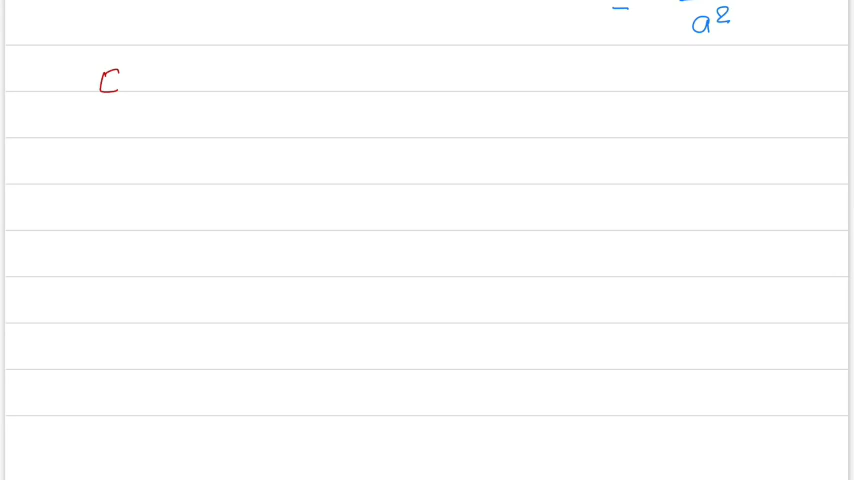 = a²
C